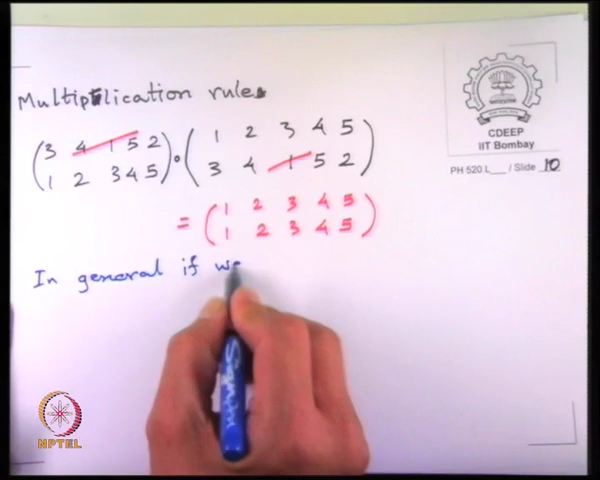 Multiplication rules
(3 4 1 5 2) ∘ (1 2 3 4 5)
(1 2 3 4 5) (3 4 1 5 2)
= (1 2 3 4 5)
(1 2 3 4 5)
In general if we
CDEEP
IIT Bombay
PH 520 L___ / Slide 10
NPTEL
Sarura